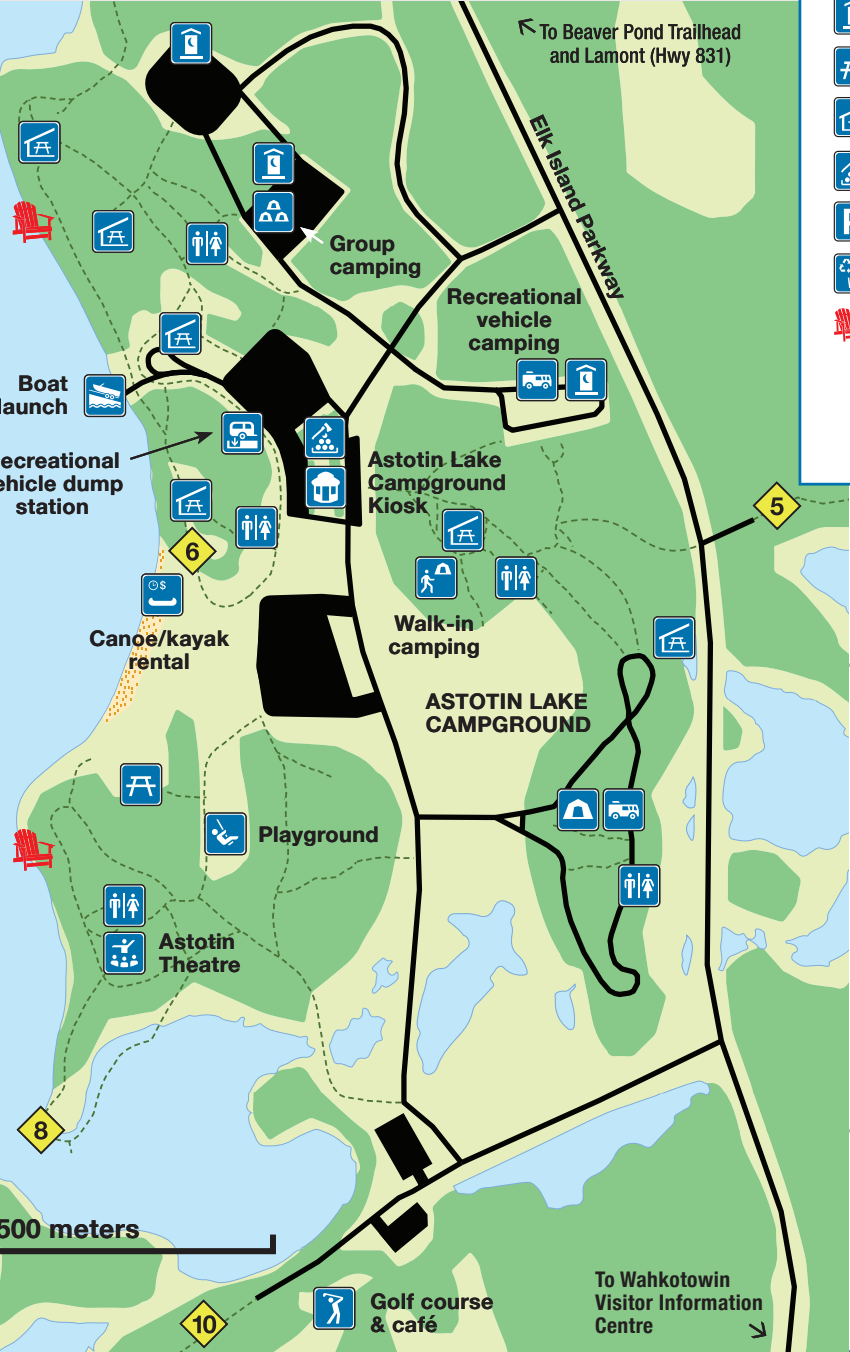 To Beaver Pond Trailhead
and Lamont (Hwy 831)
Elk Island Parkway
Group
camping
Recreational
vehicle
camping
Boat
launch
ecreational
ehicle dump
station
Astotin Lake
Campground
Kiosk
5
6
Canoe/kayak
rental
Walk-in
camping
ASTOTIN LAKE
CAMPGROUND
Playground
Astotin
Theatre
8
500 meters
10
Golf course
& café
To Wahkotowin
Visitor Information
Centre